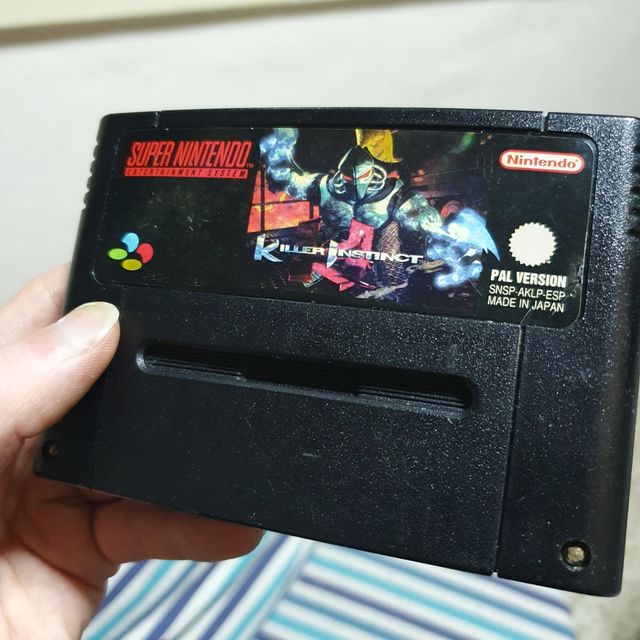 SUPER NINTENDO
ENTERTAINMENT SYSTEM
Nintendo
KILLER INSTINCT
PAL VERSION
SNSP-AKLP-ESP
MADE IN JAPAN